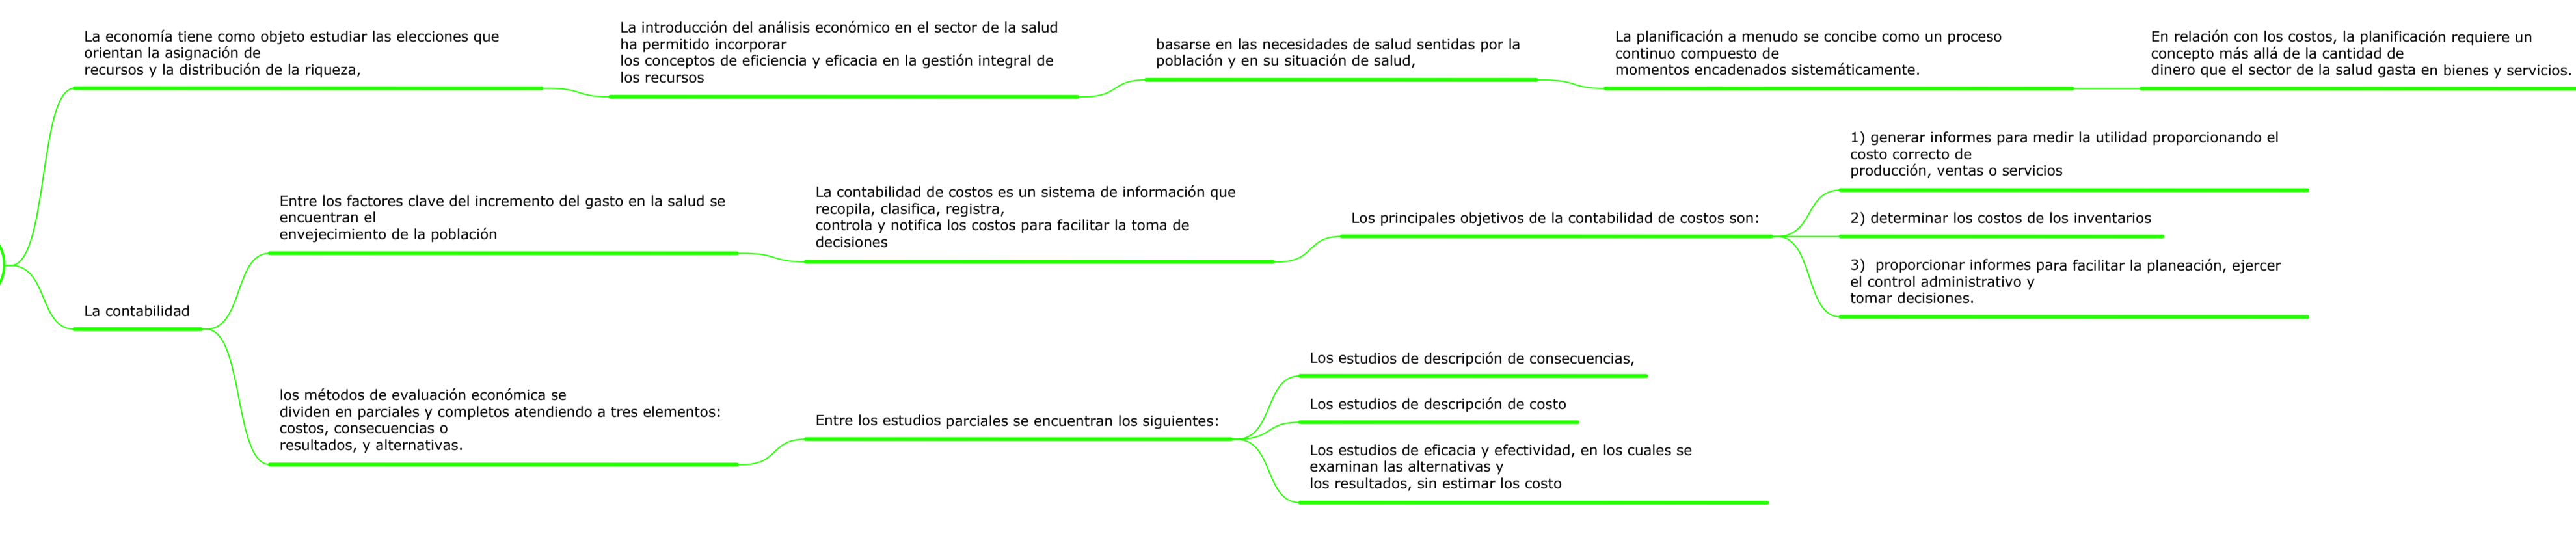 La economía tiene como objeto estudiar las elecciones que
orientan la asignación de
recursos y la distribución de la riqueza,
La introducción del análisis económico en el sector de la salud
ha permitido incorporar
los conceptos de eficiencia y eficacia en la gestión integral de
los recursos
basarse en las necesidades de salud sentidas por la
población y en su situación de salud,
La planificación a menudo se concibe como un proceso
continuo compuesto de
momentos encadenados sistemáticamente.
En relación con los costos, la planificación requiere un
concepto más allá de la cantidad de
dinero que el sector de la salud gasta en bienes y servicios.
La contabilidad
Entre los factores clave del incremento del gasto en la salud se
encuentran el
envejecimiento de la población
La contabilidad de costos es un sistema de información que
recopila, clasifica, registra,
controla y notifica los costos para facilitar la toma de
decisiones
Los principales objetivos de la contabilidad de costos son:
1) generar informes para medir la utilidad proporcionando el
costo correcto de
producción, ventas o servicios
2) determinar los costos de los inventarios
3)  proporcionar informes para facilitar la planeación, ejercer
el control administrativo y
tomar decisiones.
los métodos de evaluación económica se
dividen en parciales y completos atendiendo a tres elementos:
costos, consecuencias o
resultados, y alternativas.
Entre los estudios parciales se encuentran los siguientes:
Los estudios de descripción de consecuencias,
Los estudios de descripción de costo
Los estudios de eficacia y efectividad, en los cuales se
examinan las alternativas y
los resultados, sin estimar los costo